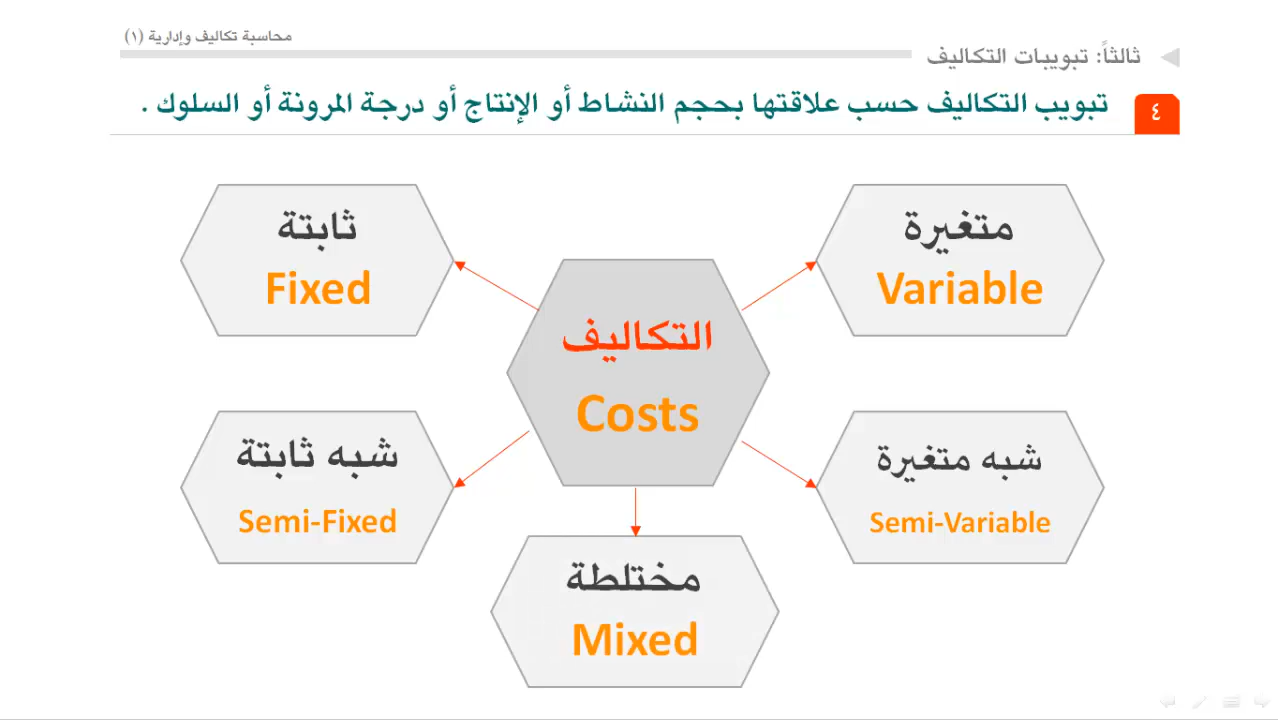 محاسبة تكاليف وإدارية (١)
ثالثاً: تبويبات التكاليف
٤
تبويب التكاليف حسب علاقتها بحجم النشاط أو الإنتاج أو درجة المرونة أو السلوك .
متغيرة
Variable
ثابتة
Fixed
التكاليف
Costs
شبه متغيرة
Semi-Variable
شبه ثابتة
Semi-Fixed
مختلطة
Mixed